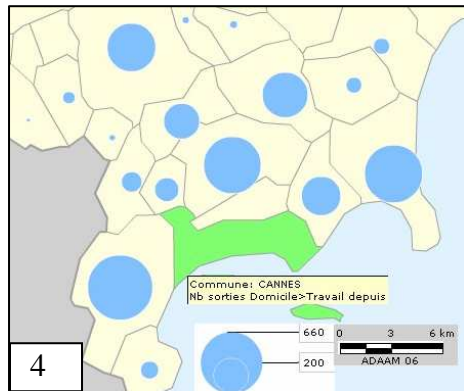 Commune: CANNES
Nb sorties Domicile>Travail depuis
660
200
0 3 6 km
ADAAM 06
4